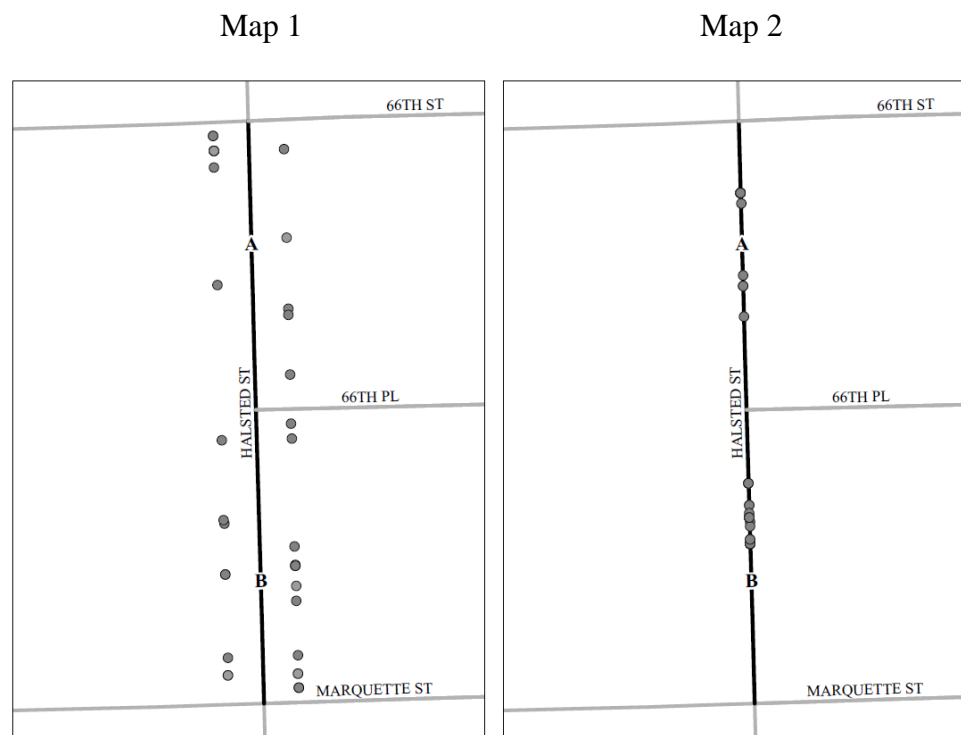 Map 1
66TH ST
A
HALSTED ST
66TH PL
B
MARQUETTE ST
Map 2
66TH ST
A
HALSTED ST
66TH PL
B
MARQUETTE ST